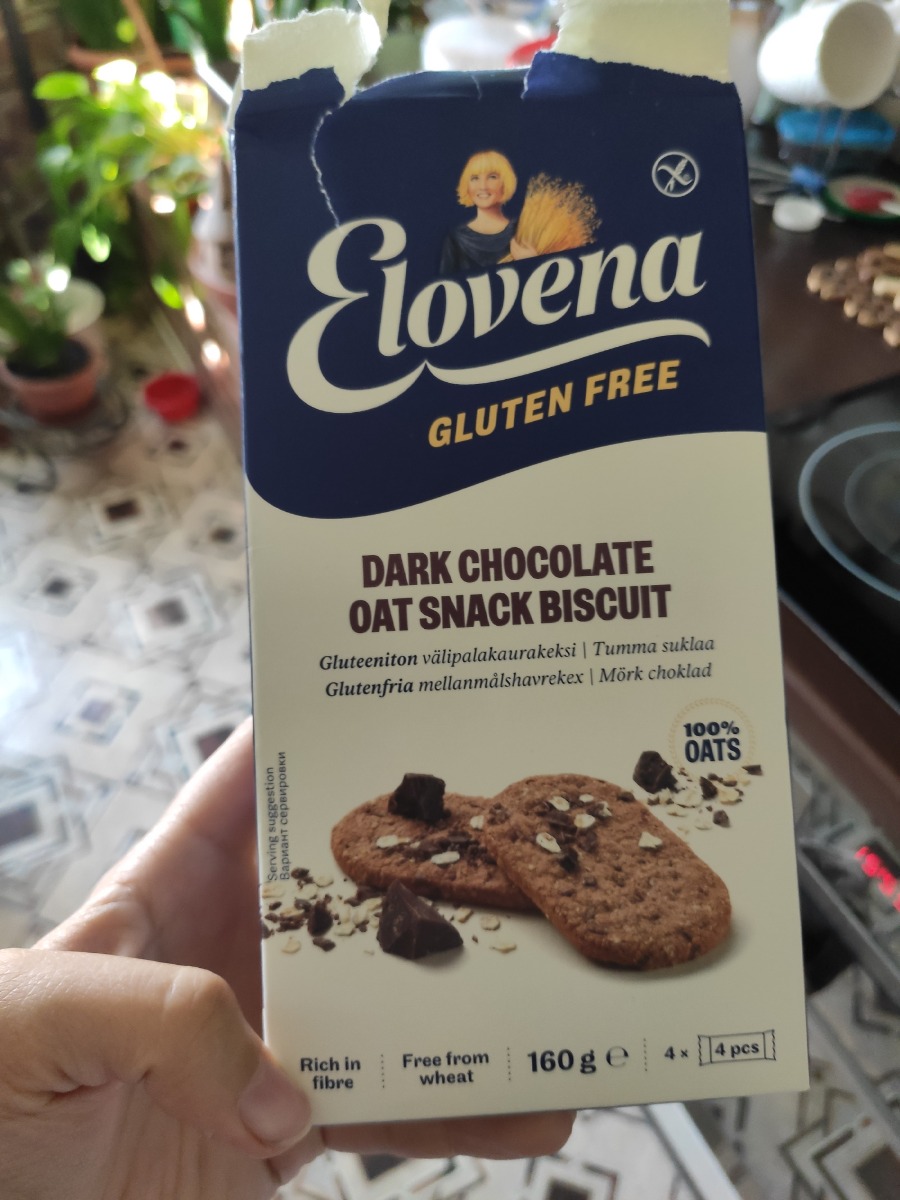 Elovena
GLUTEN FREE
DARK CHOCOLATE
OAT SNACK BISCUIT
Gluteeniton välipalakaurakeksi | Tumma suklaa
Glutenfria mellanmålshavrekex | Mörk choklad
100%
OATS
Serving suggestion
Вариант сервировки
Rich in
fibre
Free from
wheat
160 g ℮
4 x
4 pcs